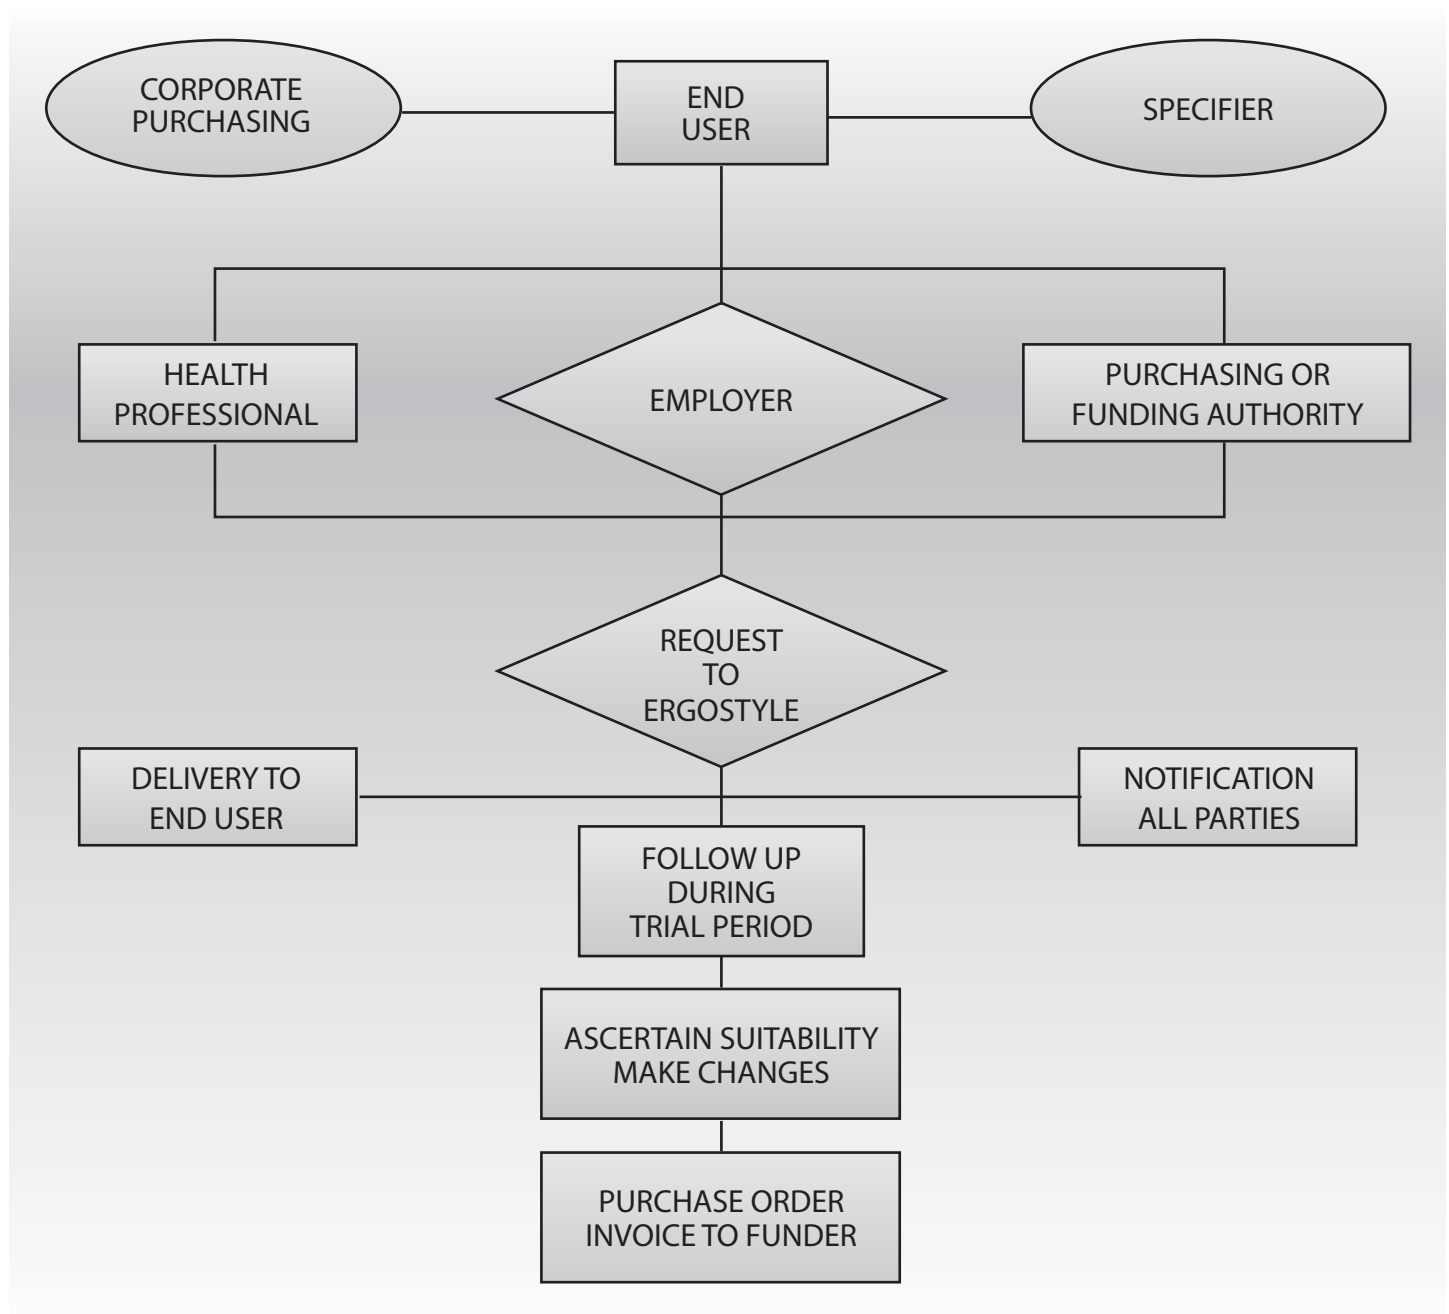 CORPORATE
PURCHASING
END
USER
SPECIFIER
HEALTH
PROFESSIONAL
EMPLOYER
PURCHASING OR
FUNDING AUTHORITY
REQUEST
TO
ERGOSTYLE
DELIVERY TO
END USER
NOTIFICATION
ALL PARTIES
FOLLOW UP
DURING
TRIAL PERIOD
ASCERTAIN SUITABILITY
MAKE CHANGES
PURCHASE ORDER
INVOICE TO FUNDER